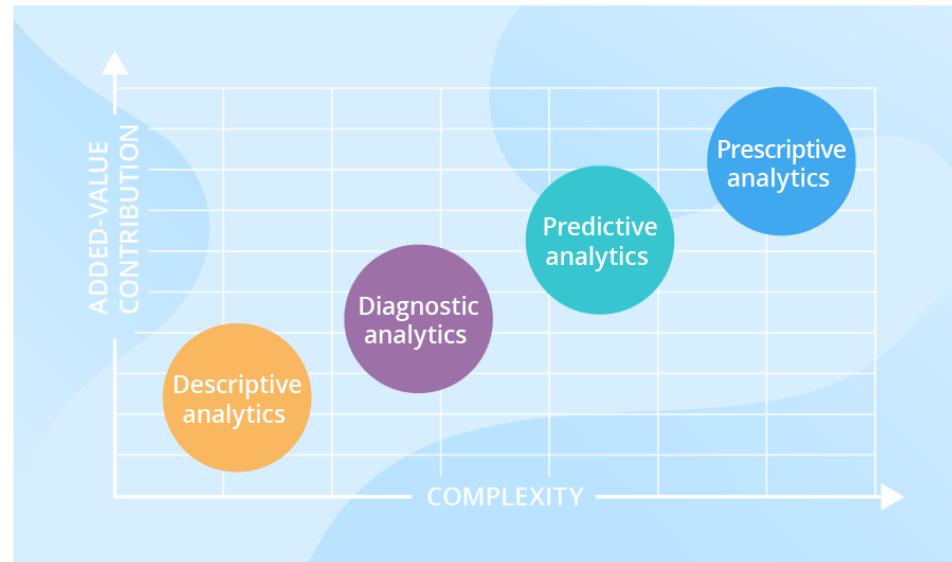 ADDED-VALUE
CONTRIBUTION
Prescriptive
analytics
Predictive
analytics
Diagnostic
analytics
Descriptive
analytics
COMPLEXITY